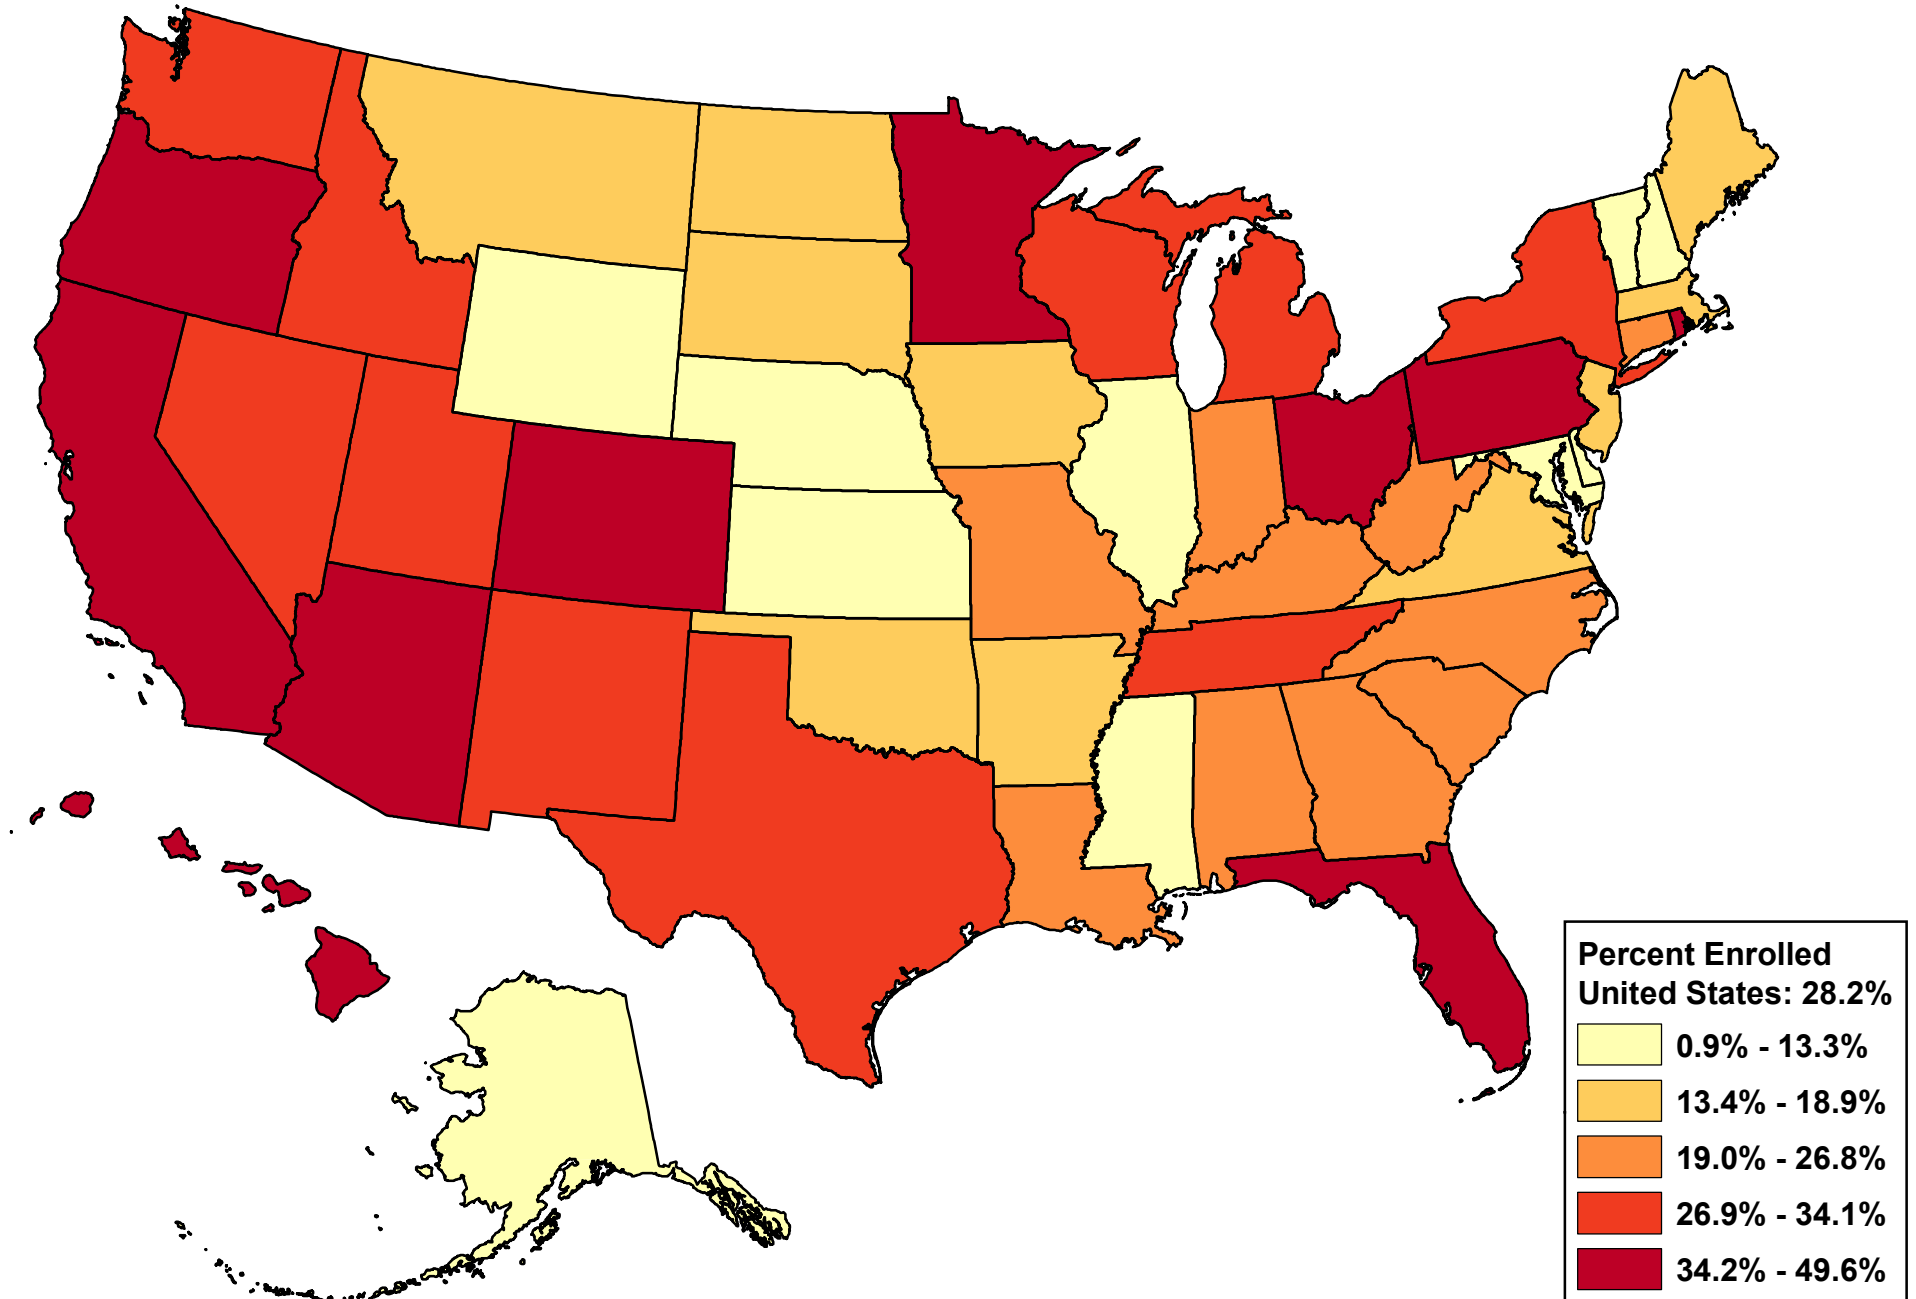 Percent Enrolled
United States: 28.2%
0.9% - 13.3%
13.4% - 18.9%
19.0% - 26.8%
26.9% - 34.1%
34.2% - 49.6%